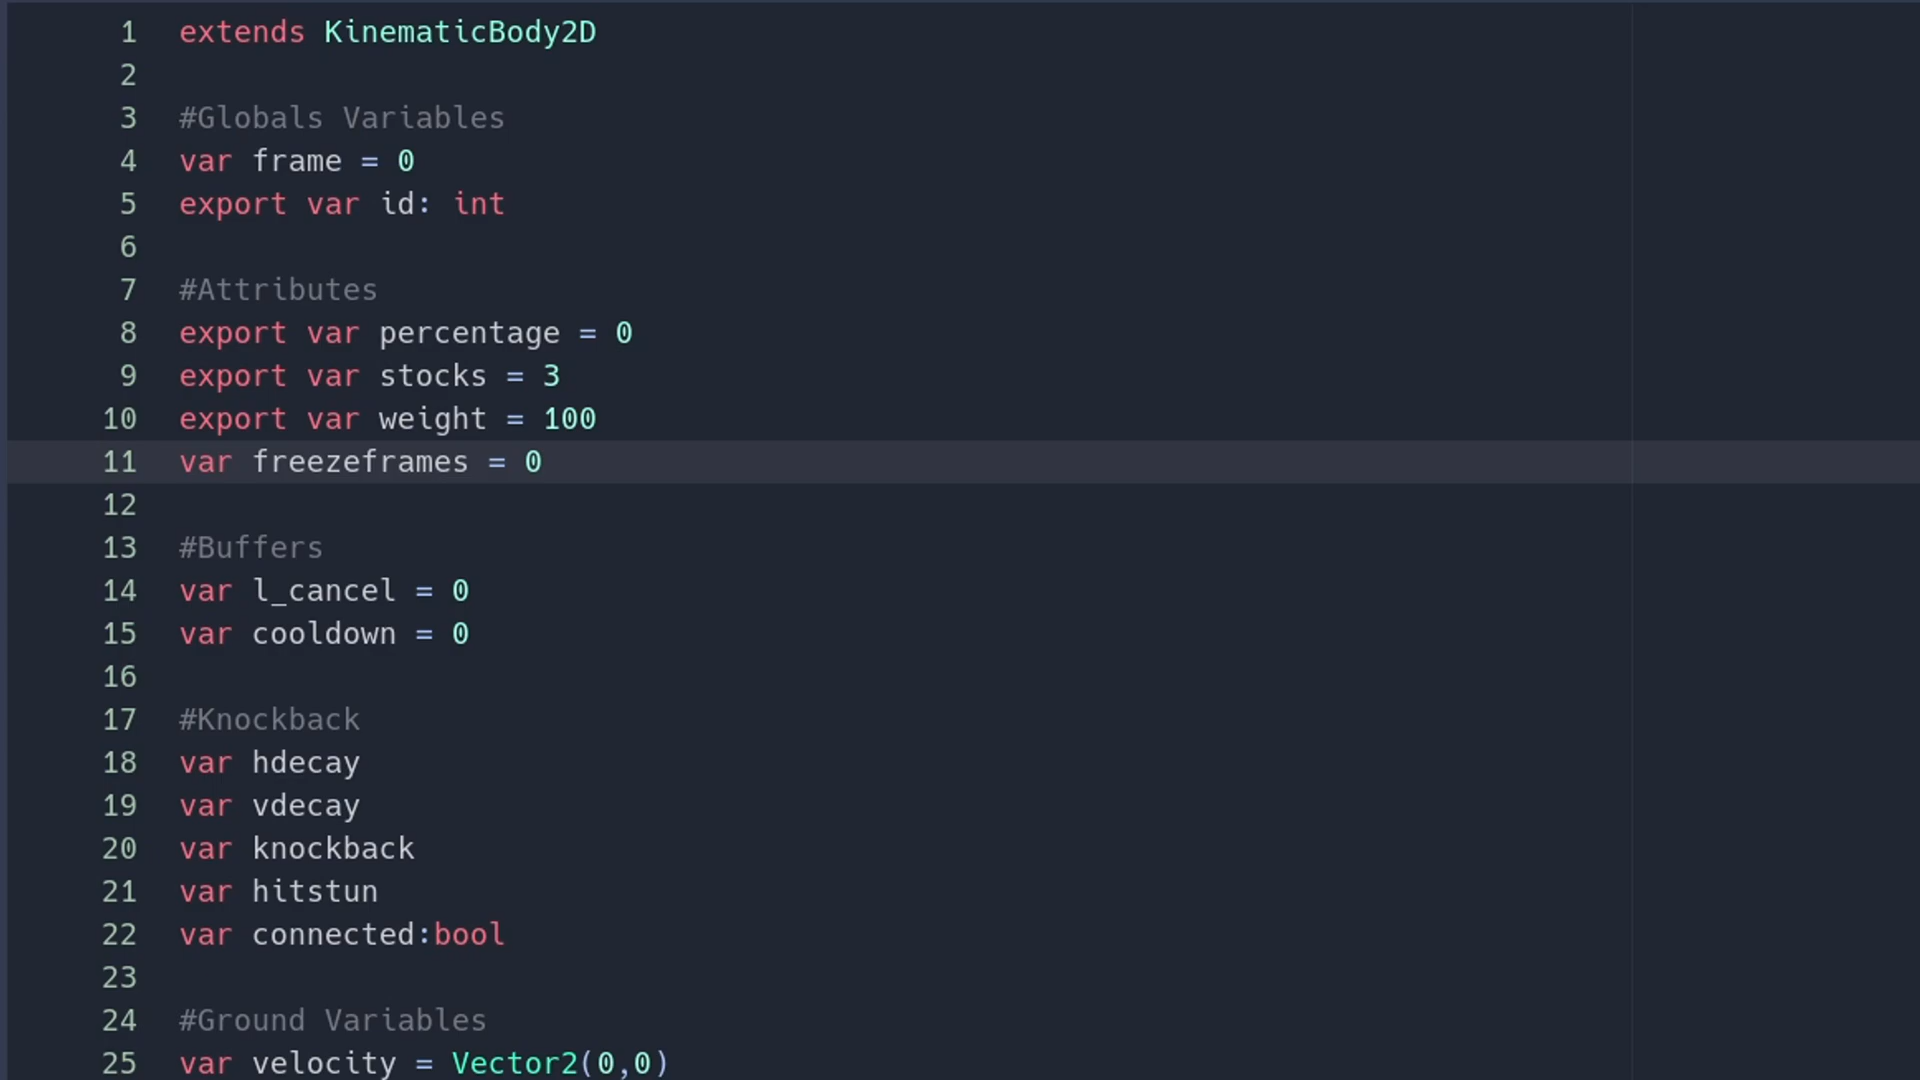 1 extends KinematicBody2D
2
3 #Globals Variables
4 var frame = 0
5 export var id: int
6
7 #Attributes
8 export var percentage = 0
9 export var stocks = 3
10 export var weight = 100
11 var freezeframes = 0
12
13 #Buffers
14 var l_cancel = 0
15 var cooldown = 0
16
17 #Knockback
18 var hdecay
19 var vdecay
20 var knockback
21 var hitstun
22 var connected:bool
23
24 #Ground Variables
25 var velocity = Vector2(0,0)